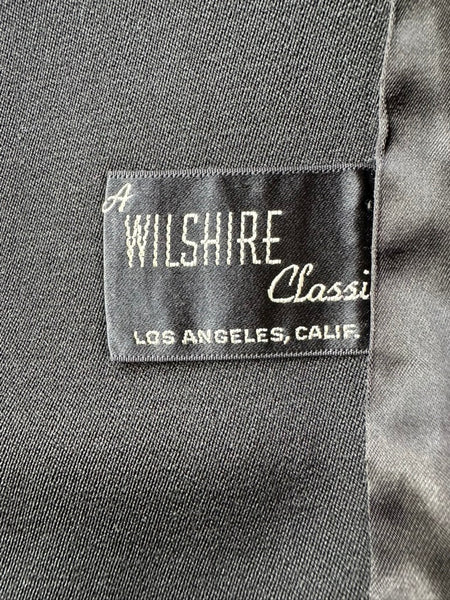 A
WILSHIRE
Classi
LOS ANGELES, CALIF.